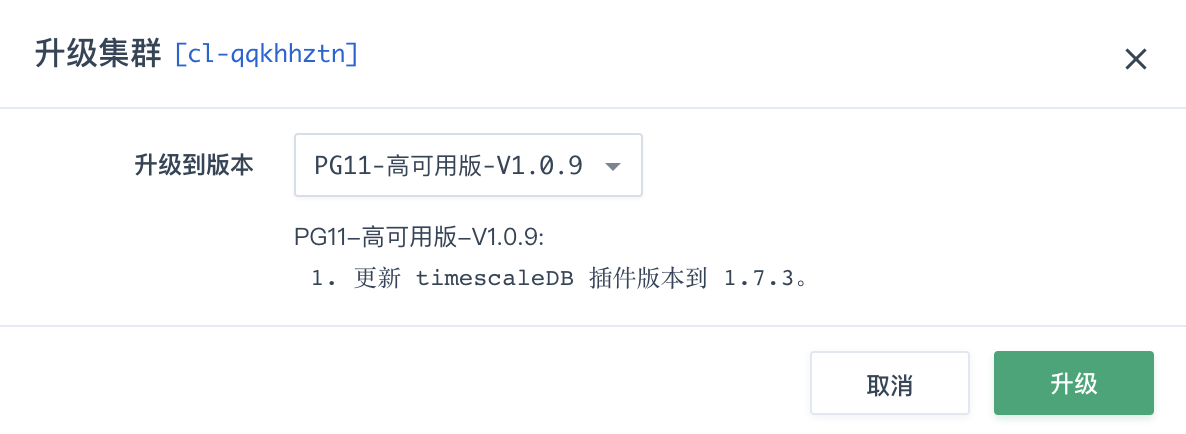 升级集群 [cl-qqkhhztn]
升级到版本 PG11-高可用版-V1.0.9
PG11-高可用版-V1.0.9:
1. 更新 timescaleDB 插件版本到 1.7.3。
取消 升级